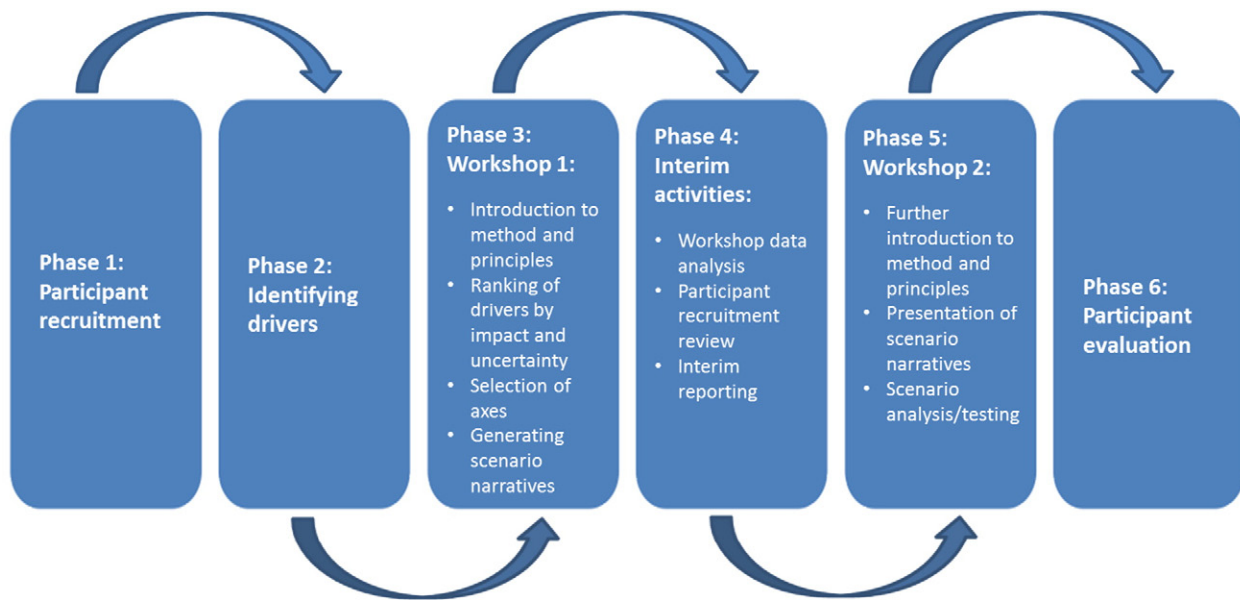 Phase 1:
Participant
recruitment
Phase 2:
Identifying
drivers
Phase 3:
Workshop 1:
• Introduction to
method and
principles
• Ranking of
drivers by
impact and
uncertainty
• Selection of
axes
• Generating
scenario
narratives
Phase 4:
Interim
activities:
• Workshop data
analysis
• Participant
recruitment
review
• Interim
reporting
Phase 5:
Workshop 2:
• Further
introduction to
method and
principles
• Presentation of
scenario
narratives
• Scenario
analysis/testing
Phase 6:
Participant
evaluation